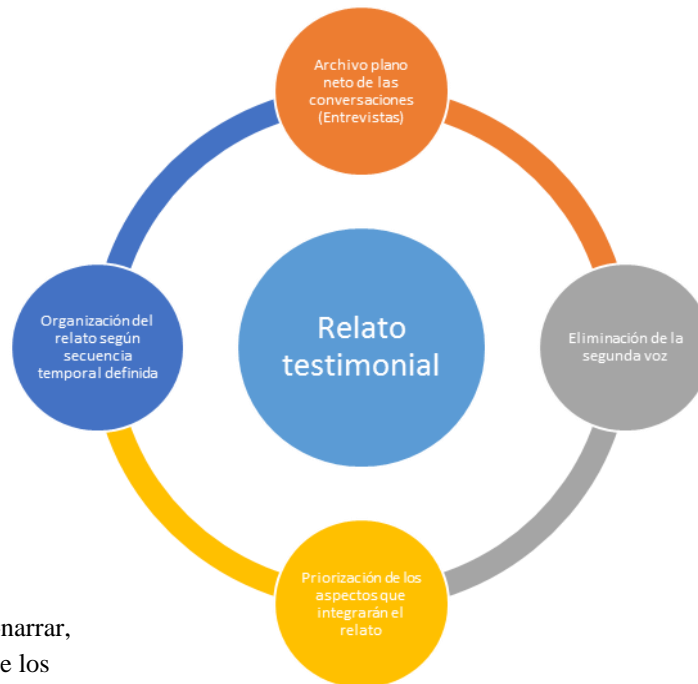 Archivo plano
neto de las
conversaciones
(Entrevistas)
Organización del
relato según
secuencia
temporal definida
Relato
testimonial
Eliminación de la
segunda voz
Priorización de los
aspectos que
integrarán el
relato
narrar,
e los